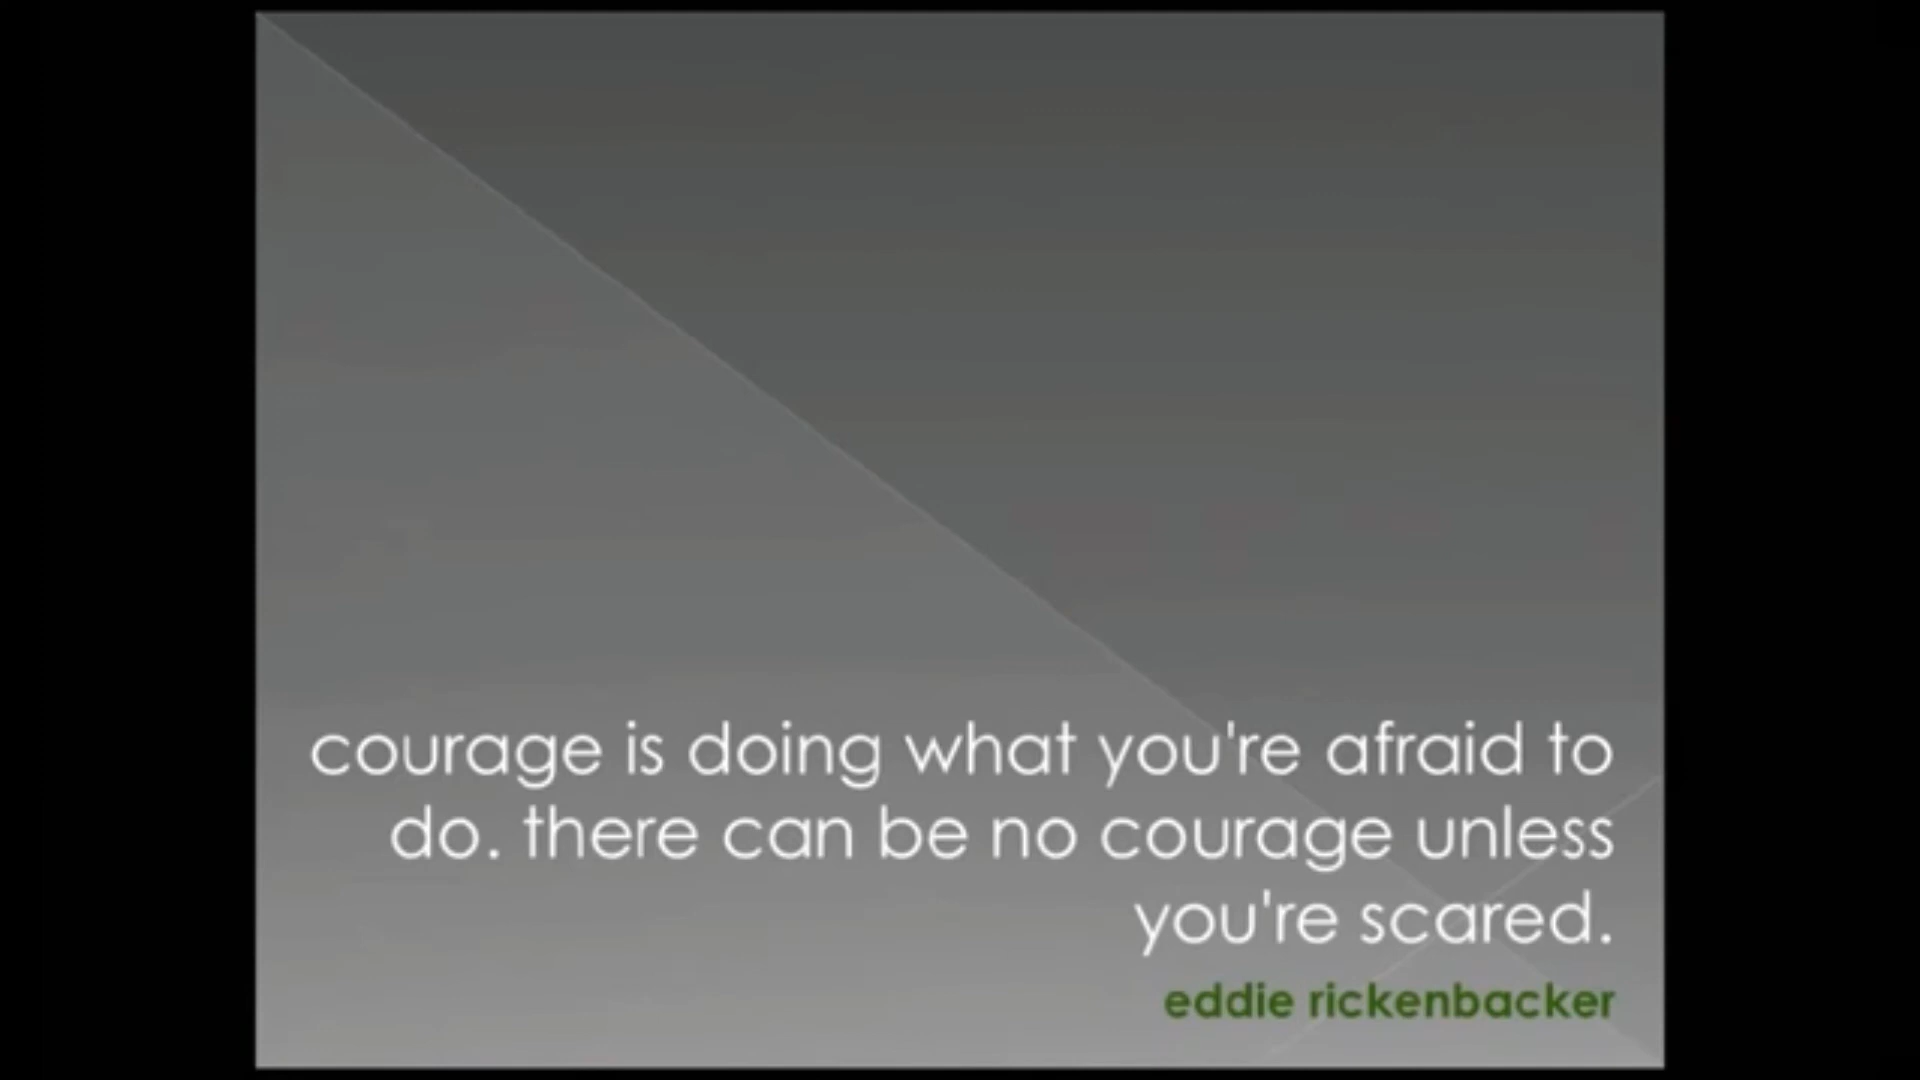 courage is doing what you're afraid to
do. there can be no courage unless
you're scared.
eddie rickenbacker